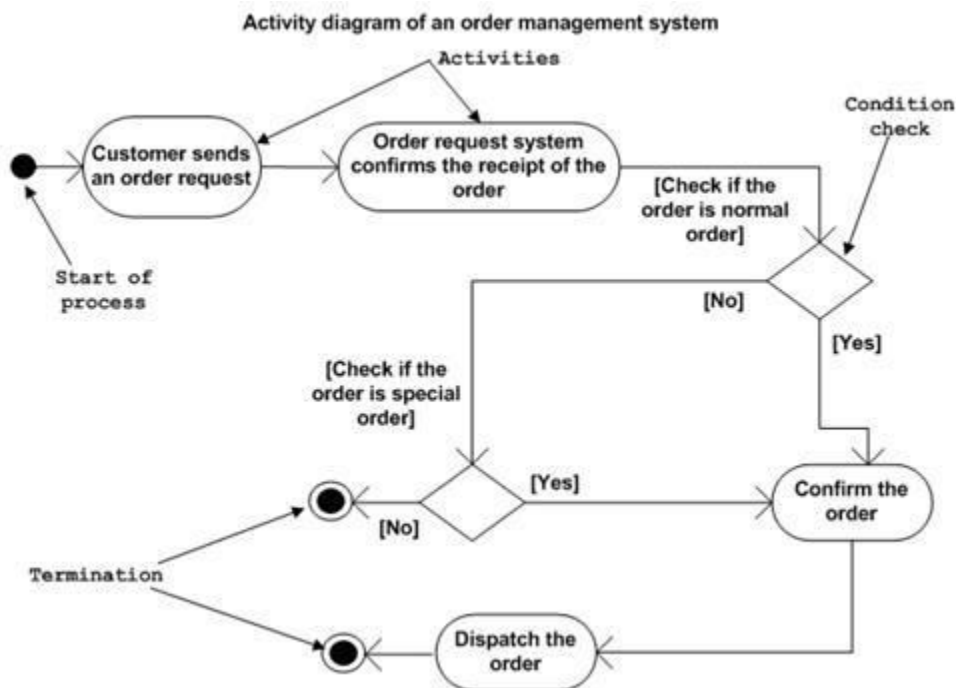 Activity diagram of an order management system
Activities
Condition
check
Customer sends
an order request
Order request system
confirms the receipt of the
order
[Check if the
order is normal
order]
Start of
process
[No]
[Yes]
[Check if the
order is special
order]
[Yes]
[No]
Confirm the
order
Termination
Dispatch the
order